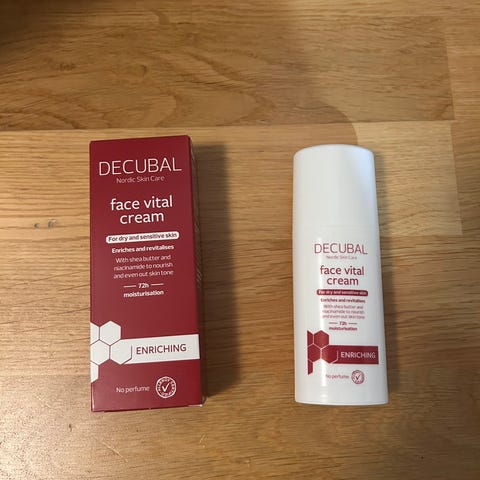 DECUBAL
Nordic Skin Care
face vital
cream
For dry and sensitive skin
Enriches and revitalises
With shea butter and
niacinamide to nourish
and even out skin tone
72h
moisturisation
ENRICHING
No perfume
DECUBAL
Nordic Skin Care
face vital
cream
For dry and sensitive skin
Enriches and revitalises
With shea butter and
niacinamide to nourish
and even out skin tone
72h
moisturisation
ENRICHING
No perfume